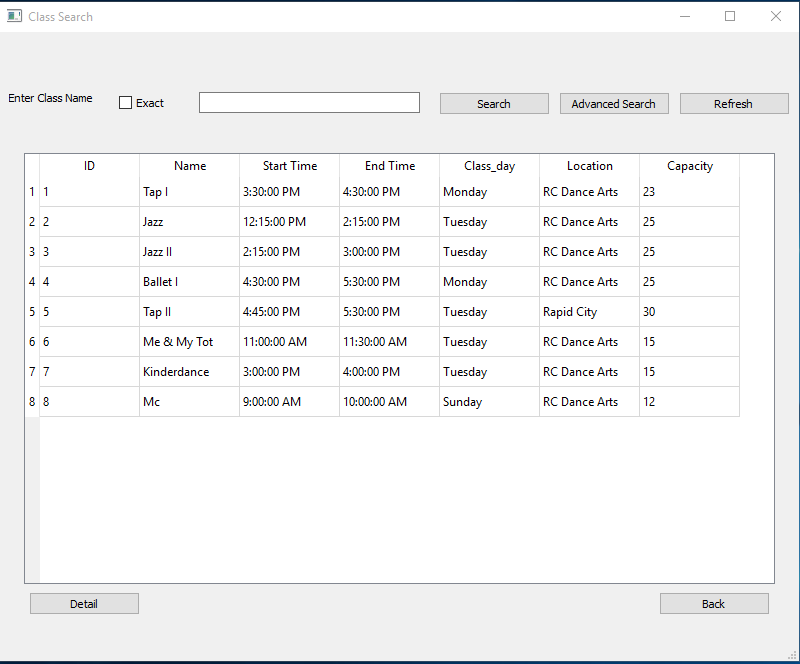 Class Search
Enter Class Name Exact Search Advanced Search Refresh
ID Name Start Time End Time Class_day Location Capacity
1 1 Tap I 3:30:00 PM 4:30:00 PM Monday RC Dance Arts 23
2 2 Jazz 12:15:00 PM 2:15:00 PM Tuesday RC Dance Arts 25
3 3 Jazz II 2:15:00 PM 3:00:00 PM Tuesday RC Dance Arts 25
4 4 Ballet I 4:30:00 PM 5:30:00 PM Monday RC Dance Arts 25
5 5 Tap II 4:45:00 PM 5:30:00 PM Tuesday Rapid City 30
6 6 Me & My Tot 11:00:00 AM 11:30:00 AM Tuesday RC Dance Arts 15
7 7 Kinderdance 3:00:00 PM 4:00:00 PM Tuesday RC Dance Arts 15
8 8 Mc 9:00:00 AM 10:00:00 AM Sunday RC Dance Arts 12
Detail Back